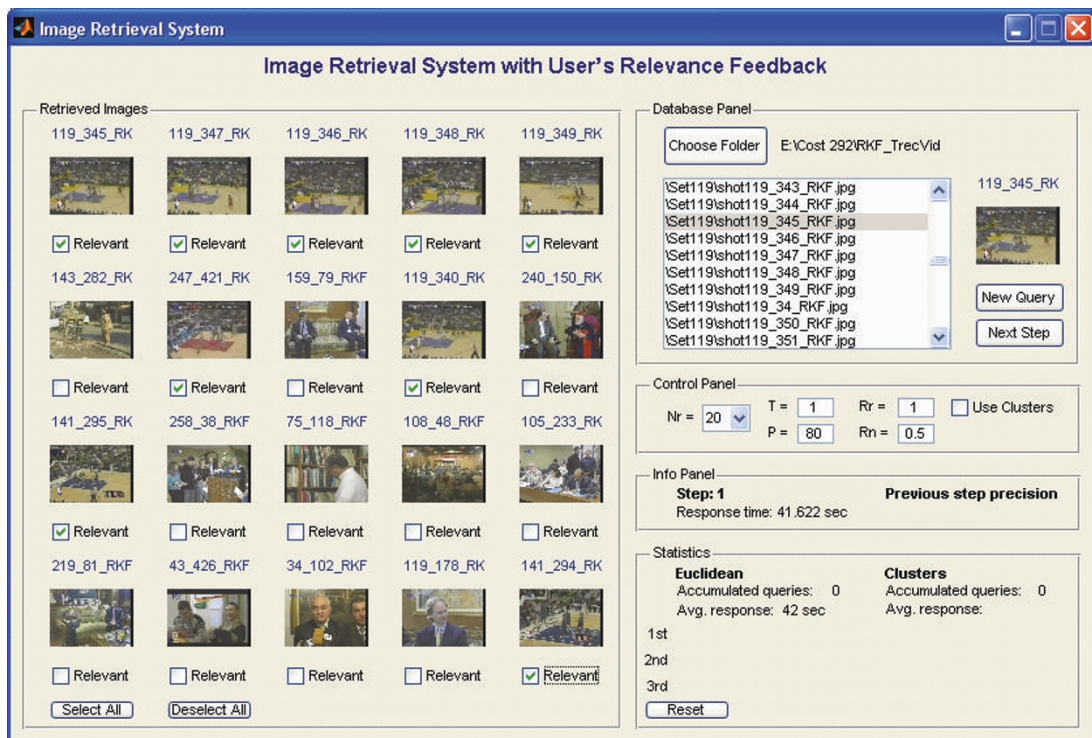 Image Retrieval System
Image Retrieval System with User's Relevance Feedback
Retrieved Images
119_345_RK 119_347_RK 119_346_RK 119_348_RK 119_349_RK
Relevant Relevant Relevant Relevant Relevant
143_282_RK 247_421_RK 159_79_RKF 119_340_RK 240_150_RK
Relevant Relevant Relevant Relevant Relevant
141_295_RK 258_38_RKF 75_118_RKF 108_48_RKF 105_233_RK
Relevant Relevant Relevant Relevant Relevant
219_81_RKF 43_426_RKF 34_102_RKF 119_178_RK 141_294_RK
Relevant Relevant Relevant Relevant Relevant
Select All Deselect All
Database Panel
Choose Folder E:\Cost 292\RKF_TrecVid
\Set119\shot119_343_RKF.jpg
\Set119\shot119_344_RKF.jpg
\Set119\shot119_345_RKF.jpg
\Set119\shot119_346_RKF.jpg
\Set119\shot119_347_RKF.jpg
\Set119\shot119_348_RKF.jpg
\Set119\shot119_349_RKF.jpg
\Set119\shot119_34_RKF.jpg
\Set119\shot119_350_RKF.jpg
\Set119\shot119_351_RKF.jpg
119_345_RK
New Query
Next Step
Control Panel
Nr = 20 T = 1 Rr = 1 Use Clusters
P = 80 Rn = 0.5
Info Panel
Step: 1 Previous step precision
Response time: 41.622 sec
Statistics
Euclidean Clusters
Accumulated queries: 0 Accumulated queries: 0
Avg. response: 42 sec Avg. response:
1st
2nd
3rd
Reset